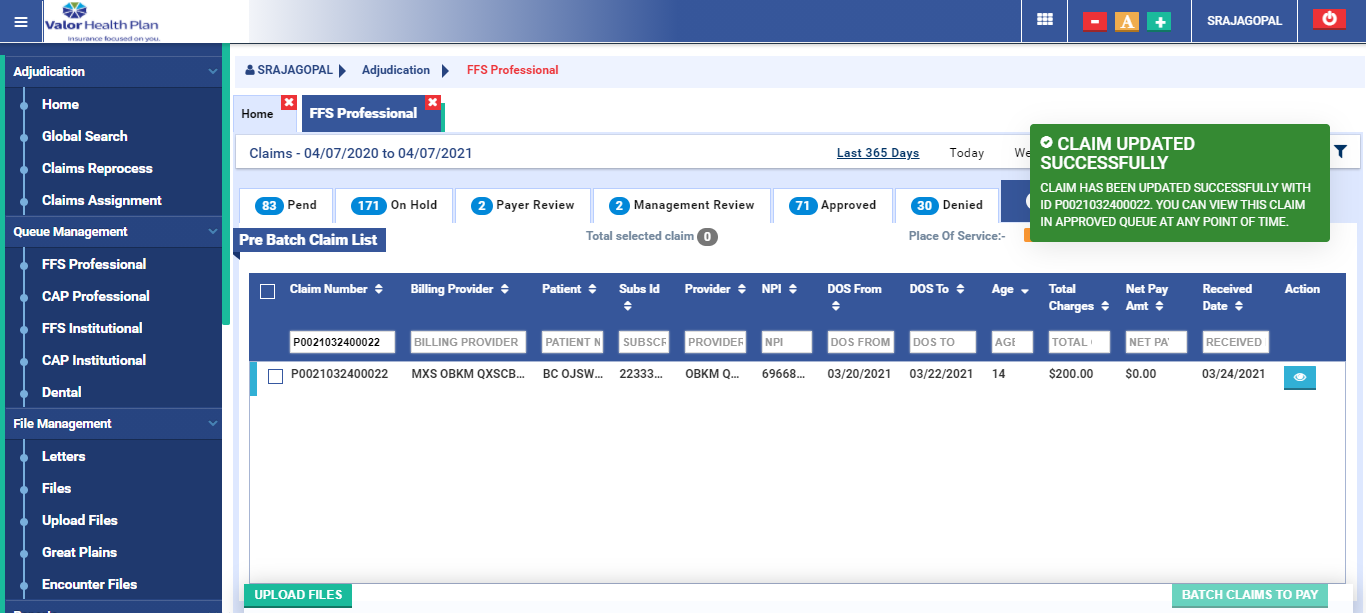 Valor Health Plan
Insurance focused on you.
A
SRAJAGOPAL
Adjudication
Home
Global Search
Claims Reprocess
Claims Assignment
Queue Management
FFS Professional
CAP Professional
FFS Institutional
CAP Institutional
Dental
File Management
Letters
Files
Upload Files
Great Plains
Encounter Files
SRAJAGOPAL Adjudication FFS Professional
Home FFS Professional
Claims - 04/07/2020 to 04/07/2021 Last 365 Days Today We
CLAIM UPDATED
SUCCESSFULLY
CLAIM HAS BEEN UPDATED SUCCESSFULLY WITH
ID P0021032400022. YOU CAN VIEW THIS CLAIM
IN APPROVED QUEUE AT ANY POINT OF TIME.
83 Pend 171 On Hold 2 Payer Review 2 Management Review 71 Approved 30 Denied
Pre Batch Claim List Total selected claim 0 Place Of Service:-
Claim Number Billing Provider Patient Subs Id Provider NPI DOS From DOS To Age Total Charges Net Pay Amt Received Date Action
P0021032400022 BILLING PROVIDER PATIENT N SUBSCR PROVIDER NPI DOS FROM DOS TO AGE TOTAL NET PA RECEIVED
P0021032400022 MXS OBKM QXSCB... BC OJSW... 22333... OBKM Q... 69668... 03/20/2021 03/22/2021 14 $200.00 $0.00 03/24/2021
UPLOAD FILES BATCH CLAIMS TO PAY